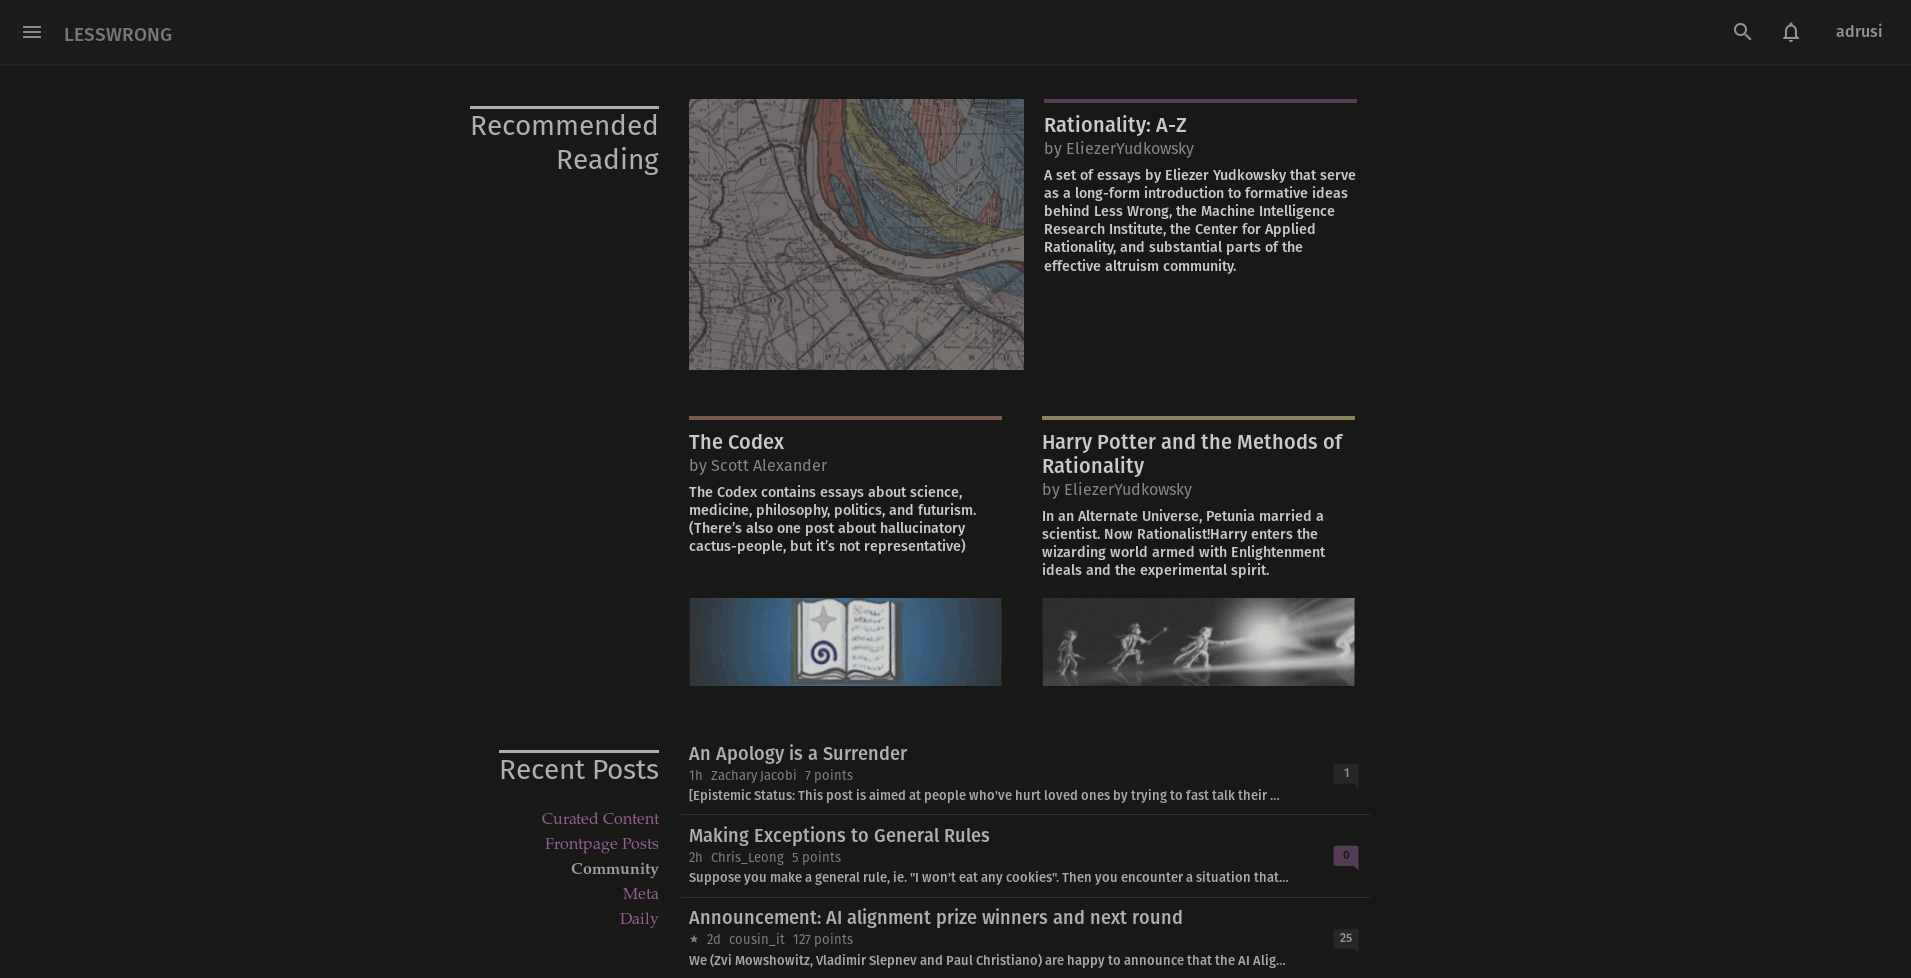 LESSWRONG
adrusi
Recommended
Reading
Rationality: A-Z
by EliezerYudkowsky
A set of essays by Eliezer Yudkowsky that serve
as a long-form introduction to formative ideas
behind Less Wrong, the Machine Intelligence
Research Institute, the Center for Applied
Rationality, and substantial parts of the
effective altruism community.
The Codex
by Scott Alexander
The Codex contains essays about science,
medicine, philosophy, politics, and futurism.
(There’s also one post about hallucinatory
cactus-people, but it’s not representative)
Harry Potter and the Methods of
Rationality
by EliezerYudkowsky
In an Alternate Universe, Petunia married a
scientist. Now Rationalist!Harry enters the
wizarding world armed with Enlightenment
ideals and the experimental spirit.
Recent Posts
Curated Content
Frontpage Posts
Community
Meta
Daily
An Apology is a Surrender
1h Zachary Jacobi 7 points
1
[Epistemic Status: This post is aimed at people who've hurt loved ones by trying to fast talk their ...
Making Exceptions to General Rules
2h Chris_Leong 5 points
0
Suppose you make a general rule, ie. "I won't eat any cookies". Then you encounter a situation that...
Announcement: AI alignment prize winners and next round
★ 2d cousin_it 127 points
25
We (Zvi Mowshowitz, Vladimir Slepnev and Paul Christiano) are happy to announce that the AI Alig...